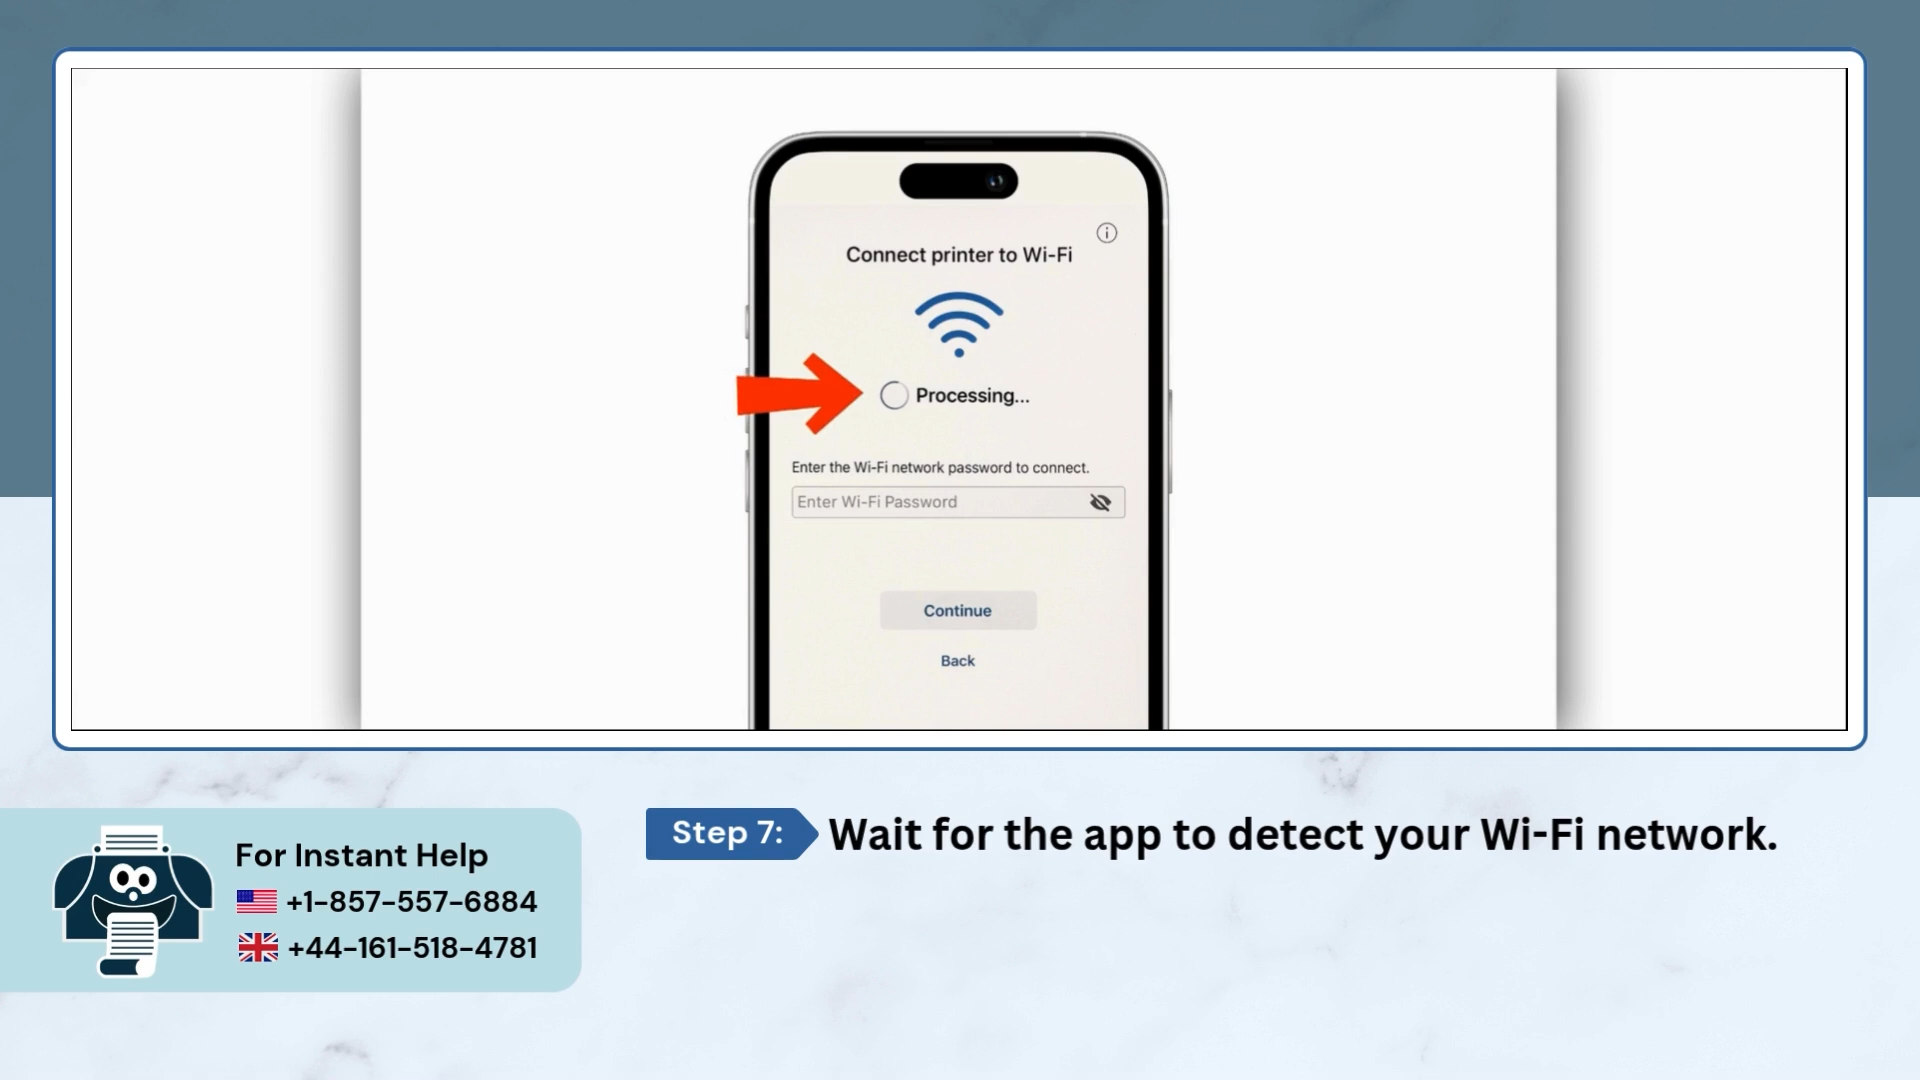 Connect printer to Wi-Fi
Processing...
Enter the Wi-Fi network password to connect.
Enter Wi-Fi Password
Continue
Back
For Instant Help
+1-857-557-6884
+44-161-518-4781
Step 7:
Wait for the app to detect your Wi-Fi network.